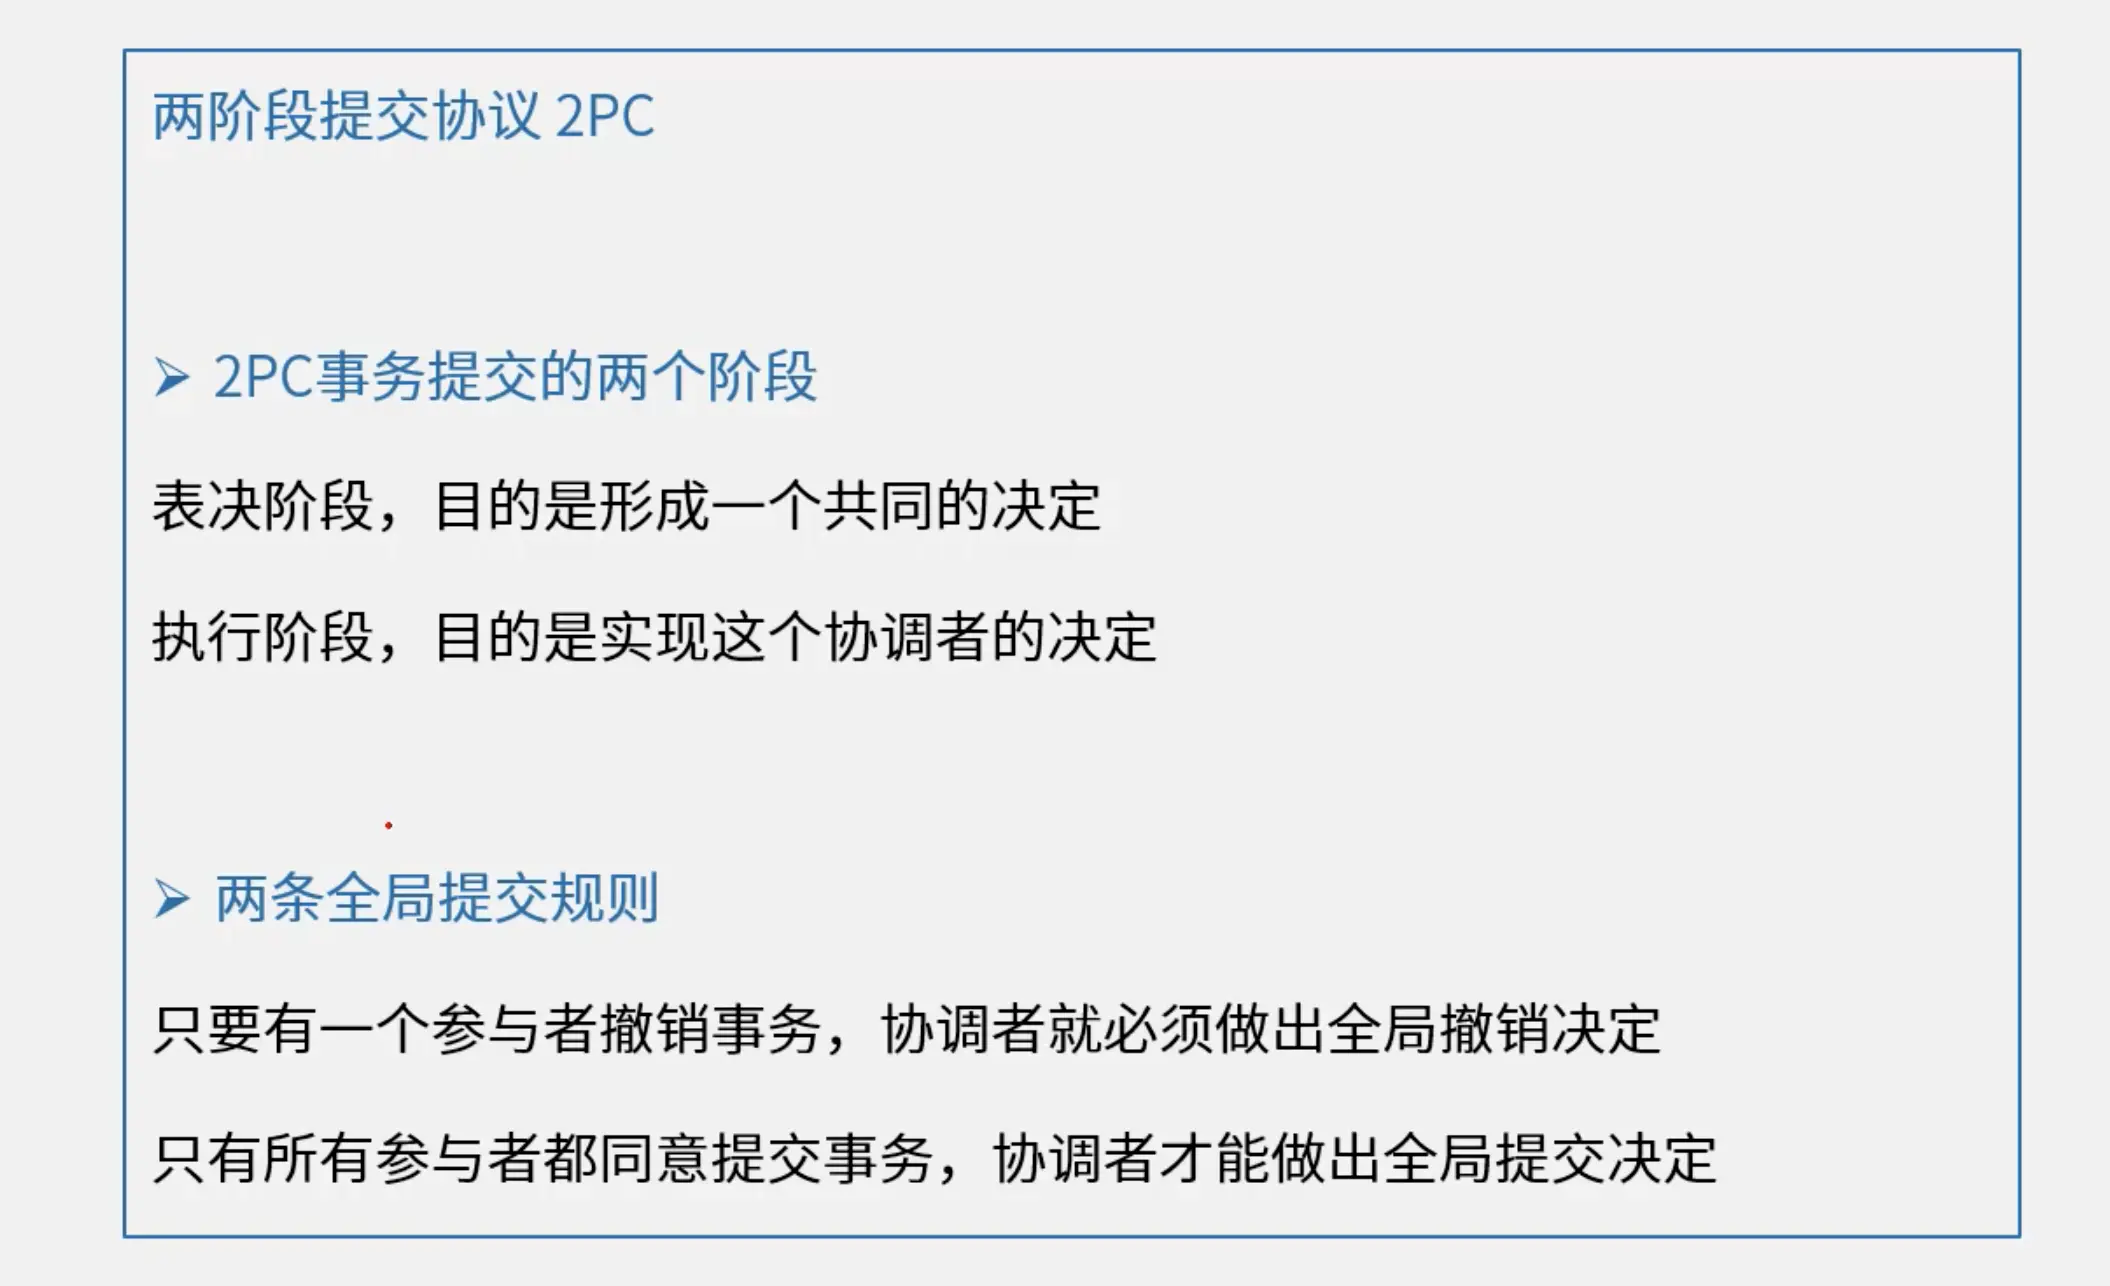 两阶段提交协议 2PC
2PC事务提交的两个阶段
表决阶段，目的是形成一个共同的决定
执行阶段，目的是实现这个协调者的决定
两条全局提交规则
只要有一个参与者撤销事务，协调者就必须做出全局撤销决定
只有所有参与者都同意提交事务，协调者才能做出全局提交决定